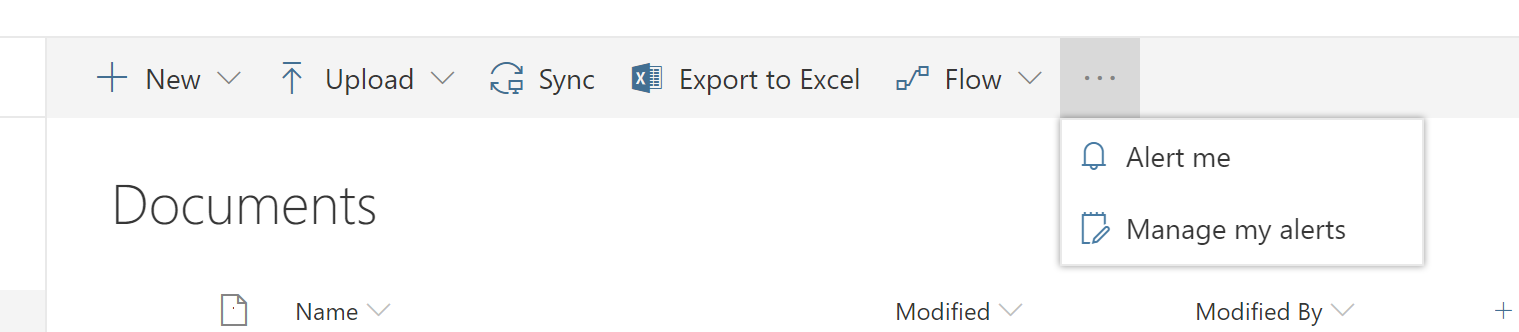 New Upload Sync Export to Excel Flow ...
Alert me
Documents
Manage my alerts
Name Modified Modified By